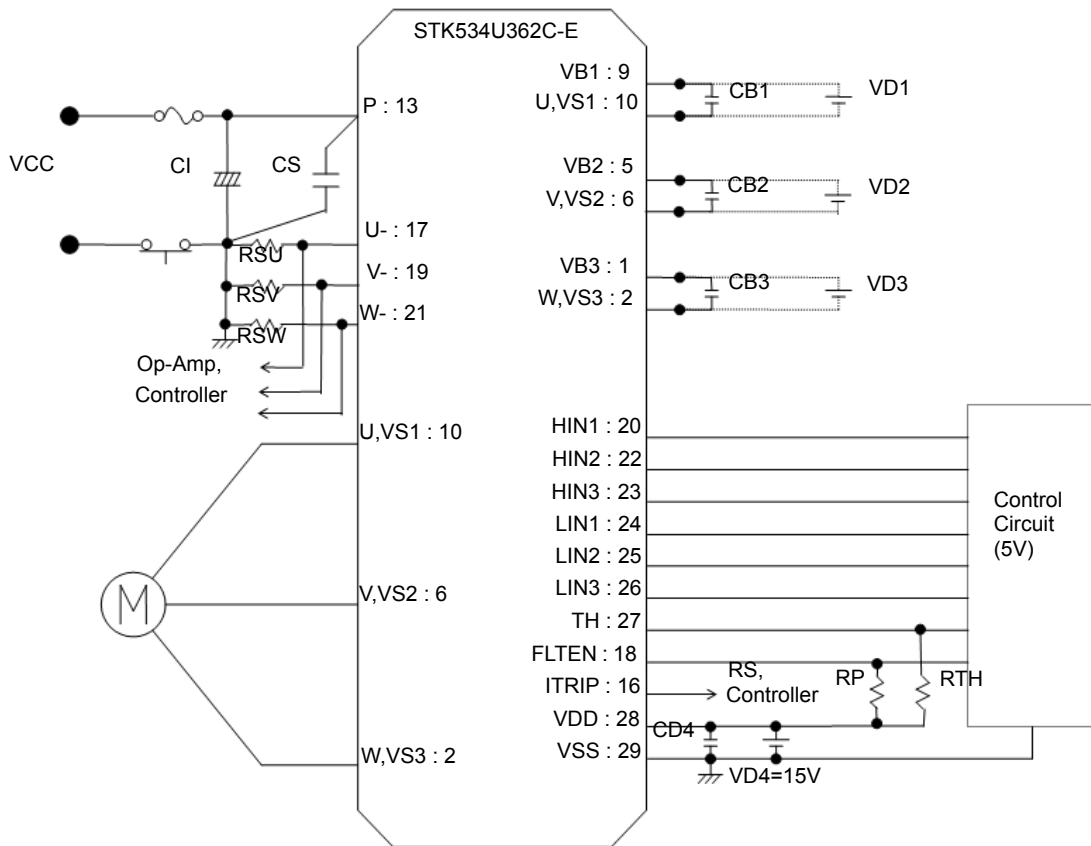 STK534U362C-E
VB1 : 9
U,VS1 : 10
CB1
VD1
P : 13
VCC
CI
CS
VB2 : 5
V,VS2 : 6
CB2
VD2
U- : 17
RSU
V- : 19
RSV
W- : 21
RSW
VB3 : 1
W,VS3 : 2
CB3
VD3
Op-Amp,
Controller
U,VS1 : 10
M
V,VS2 : 6
W,VS3 : 2
HIN1 : 20
HIN2 : 22
HIN3 : 23
LIN1 : 24
LIN2 : 25
LIN3 : 26
TH : 27
FLTEN : 18
ITRIP : 16
VDD : 28
VSS : 29
RS,
Controller
RP
RTH
CD4
VD4=15V
Control
Circuit
(5V)